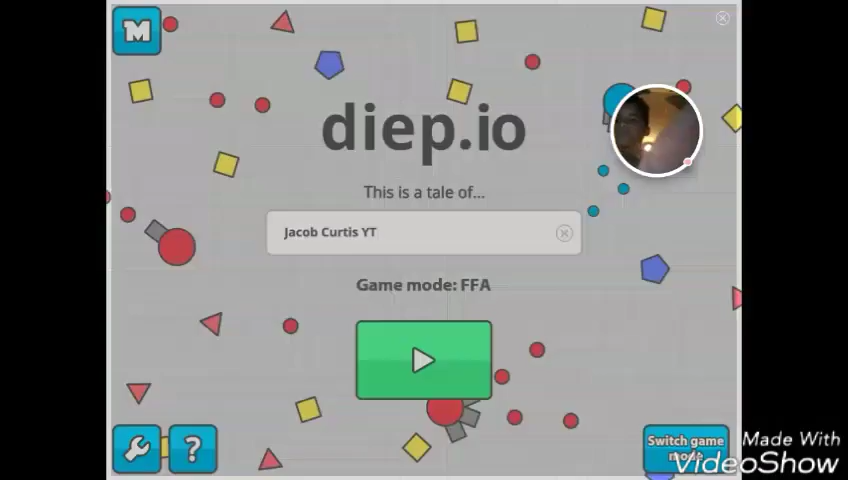 M
diep.io
This is a tale of...
Jacob Curtis YT
Game mode: FFA
?
Switch game
mode
Made With
VideoShow